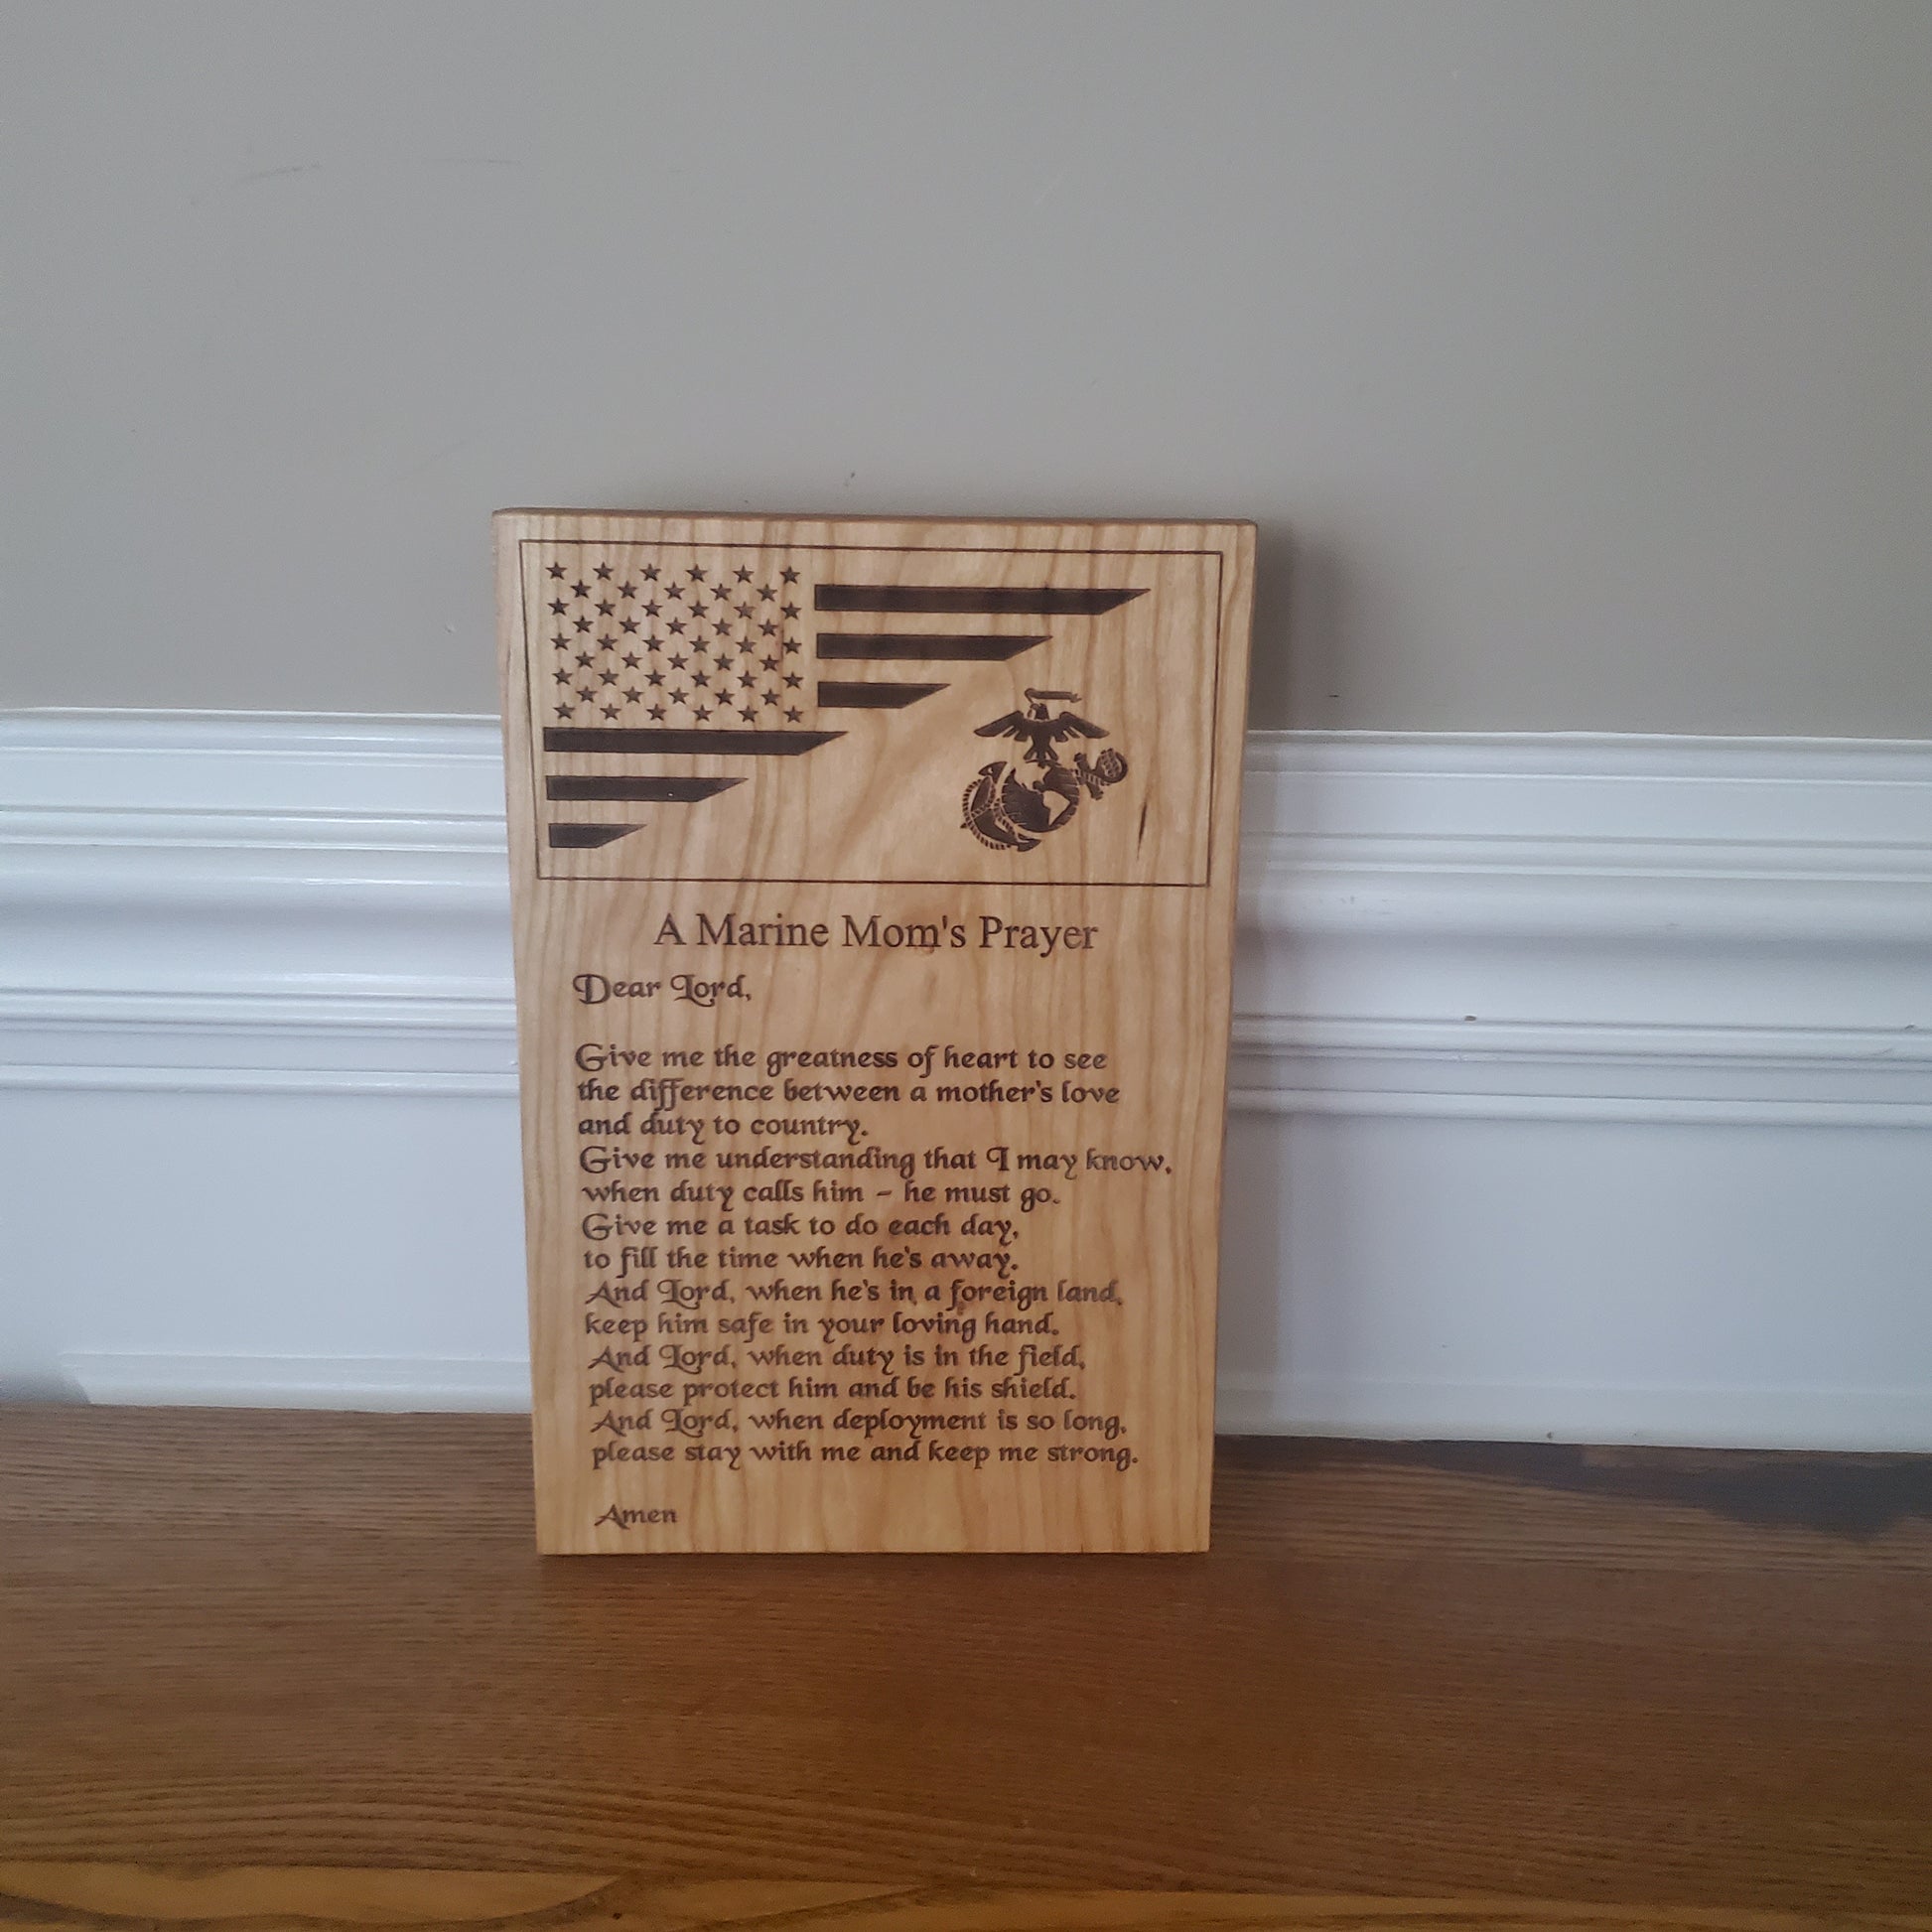 A Marine Mom's Prayer
Dear Lord,
Give me the greatness of heart to see
the difference between a mother's love
and duty to country.
Give me understanding that I may know,
when duty calls him - he must go.
Give me a task to do each day,
to fill the time when he's away.
And Lord, when he's in a foreign land,
keep him safe in your loving hand.
And Lord, when duty is in the field,
please protect him and be his shield.
And Lord, when deployment is so long,
please stay with me and keep me strong.
Amen